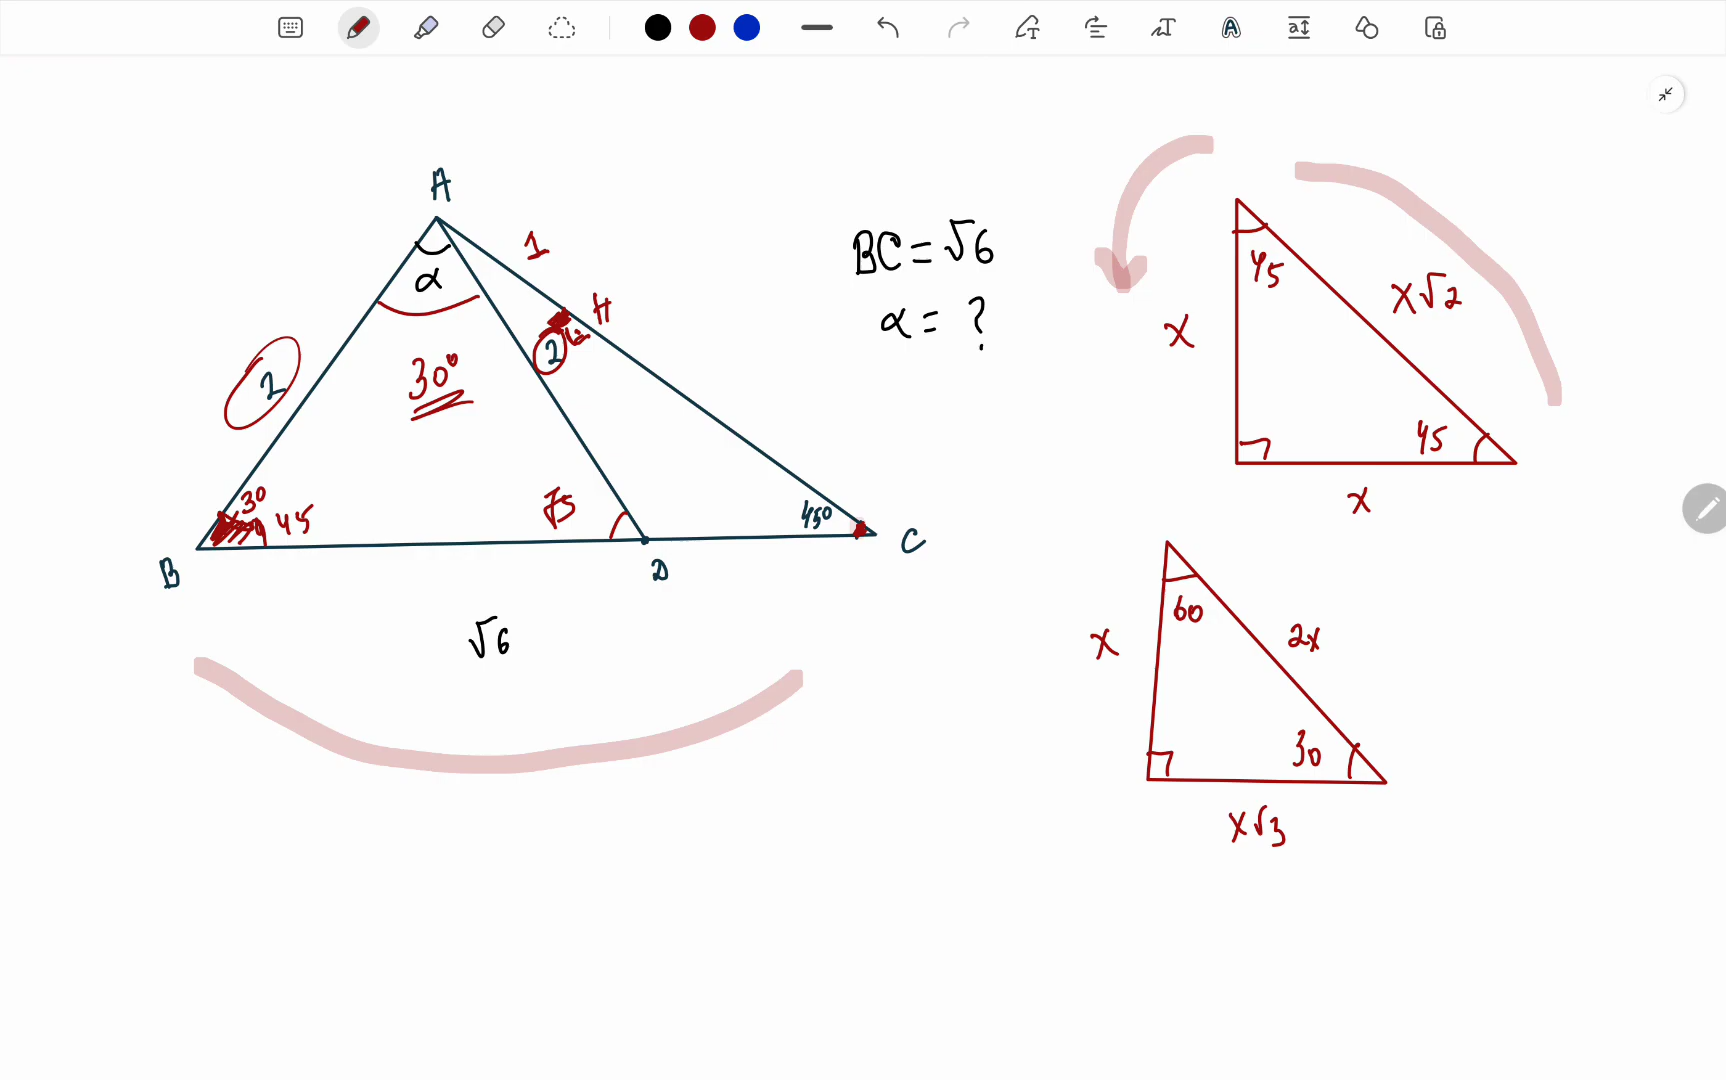 A
1
α
H
2
2
30°
30
45
75
45°
B
D
C
√6
BC = √6
α = ?
45
x
x√2
45
x
60
x
2x
30
x√3